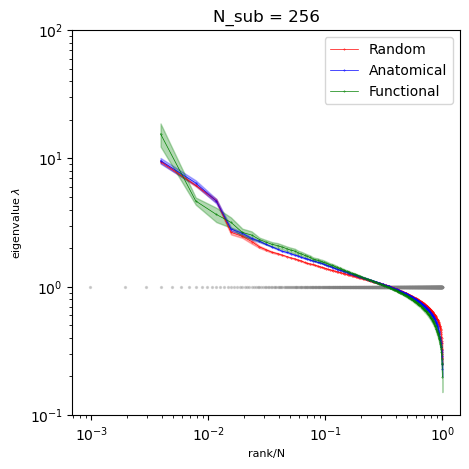 N_sub = 256
Random
Anatomical
Functional
10²
10¹
10⁰
10⁻¹
eigenvalue λ
10⁻³
10⁻²
10⁻¹
10⁰
rank/N